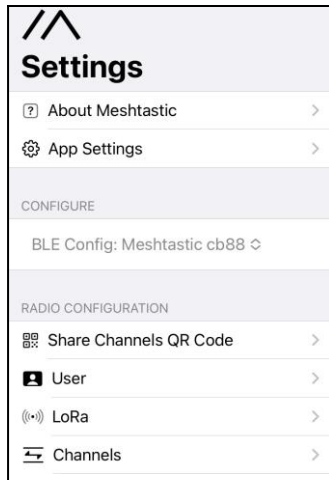 Settings
About Meshtastic
App Settings
CONFIGURE
BLE Config: Meshtastic cb88
RADIO CONFIGURATION
Share Channels QR Code
User
LoRa
Channels